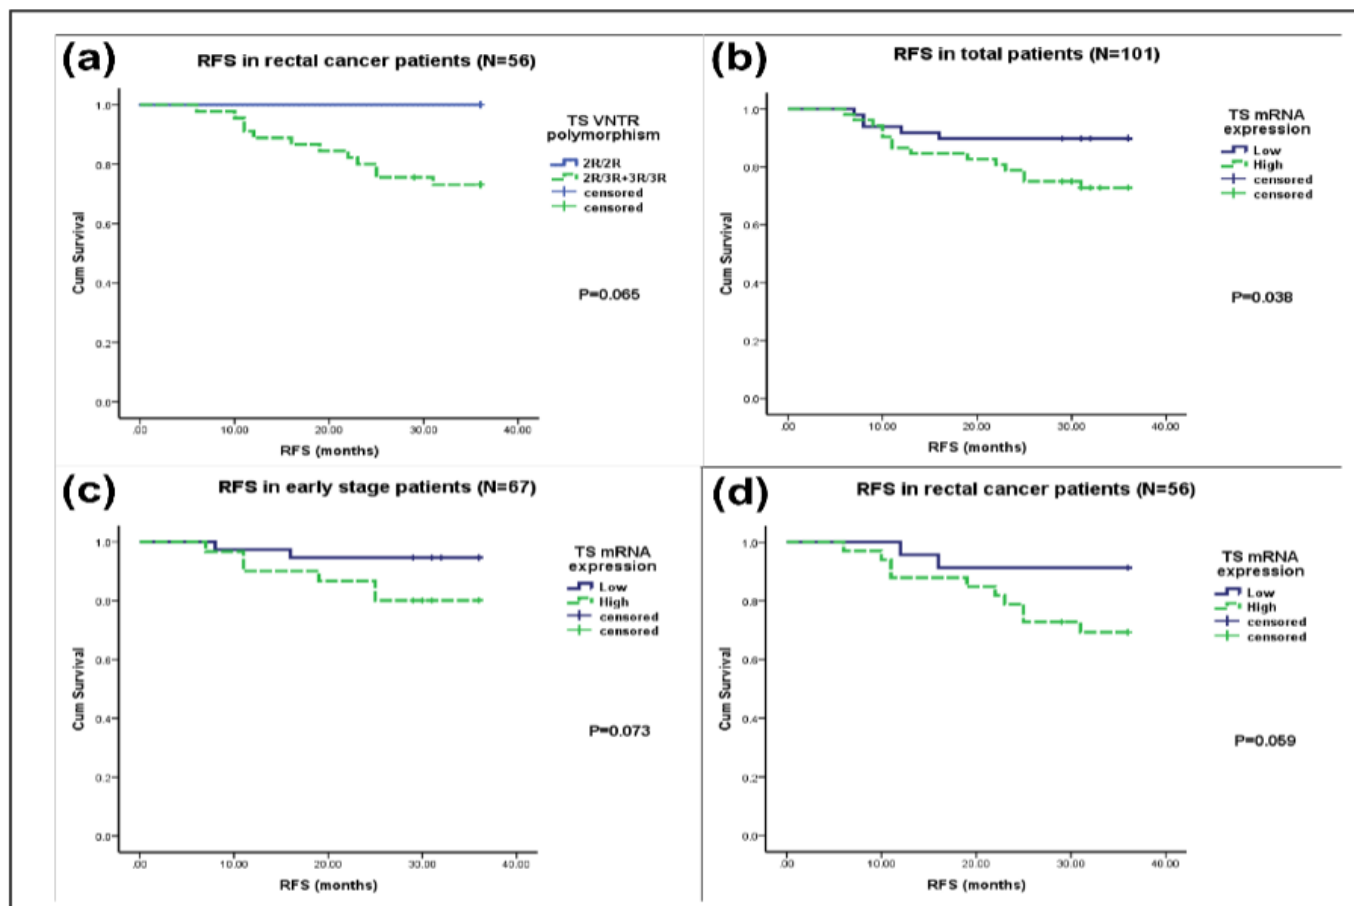 (a)
RFS in rectal cancer patients (N=56)
TS VNTR
polymorphism
2R/2R
2R/3R+3R/3R
censored
censored
P=0.065
Cum Survival
1.0
0.8
0.6
0.4
0.2
0.0
.00
10.00
20.00
30.00
40.00
RFS (months)
(b)
RFS in total patients (N=101)
TS mRNA
expression
Low
High
censored
censored
P=0.038
Cum Survival
1.0
0.8
0.6
0.4
0.2
0.0
.00
10.00
20.00
30.00
40.00
RFS (months)
(c)
RFS in early stage patients (N=67)
TS mRNA
expression
Low
High
censored
censored
P=0.073
Cum Survival
1.0
0.8
0.6
0.4
0.2
0.0
.00
10.00
20.00
30.00
40.00
RFS (months)
(d)
RFS in rectal cancer patients (N=56)
TS mRNA
expression
Low
High
censored
censored
P=0.059
Cum Survival
1.0
0.8
0.6
0.4
0.2
0.0
.00
10.00
20.00
30.00
40.00
RFS (months)